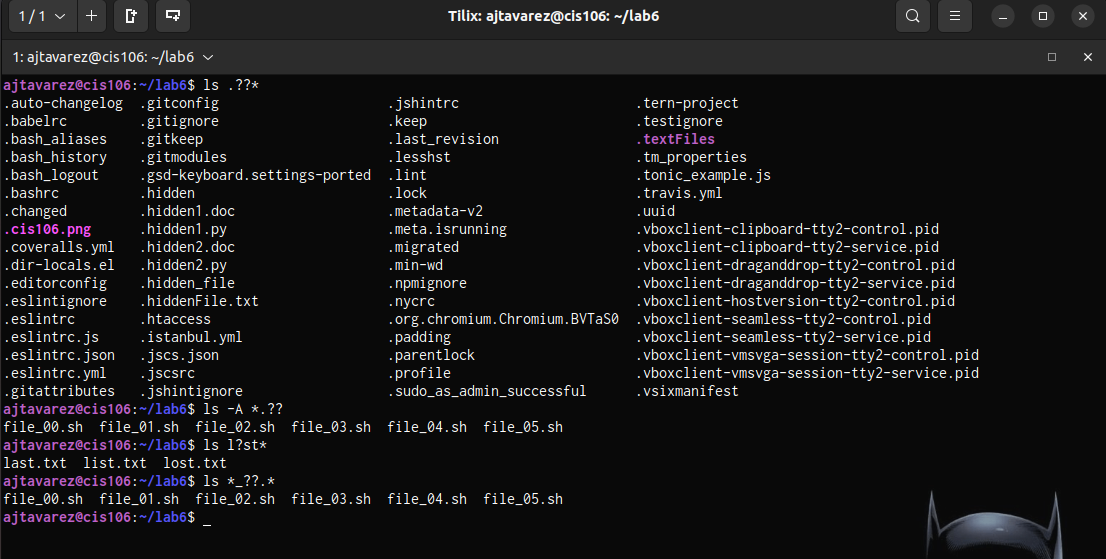 1 / 1
Tilix: ajtavarez@cis106: ~/lab6
1: ajtavarez@cis106: ~/lab6
ajtavarez@cis106:~/lab6$ ls .??*
.auto-changelog .gitconfig .jshintrc .tern-project
.babelrc .gitignore .keep .testignore
.bash_aliases .gitkeep .last_revision .textFiles
.bash_history .gitmodules .lesshst .tm_properties
.bash_logout .gsd-keyboard.settings-ported .lint .tonic_example.js
.bashrc .hidden .lock .travis.yml
.changed .hidden1.doc .metadata-v2 .uuid
.cis106.png .hidden1.py .meta.isrunning .vboxclient-clipboard-tty2-control.pid
.coveralls.yml .hidden2.doc .migrated .vboxclient-clipboard-tty2-service.pid
.dir-locals.el .hidden2.py .min-wd .vboxclient-draganddrop-tty2-control.pid
.editorconfig .hidden_file .npmignore .vboxclient-draganddrop-tty2-service.pid
.eslintignore .hiddenFile.txt .nycrc .vboxclient-hostversion-tty2-control.pid
.eslintrc .htaccess .org.chromium.Chromium.BVTaS0 .vboxclient-seamless-tty2-control.pid
.eslintrc.js .istanbul.yml .padding .vboxclient-seamless-tty2-service.pid
.eslintrc.json .jscs.json .parentlock .vboxclient-vmsvga-session-tty2-control.pid
.eslintrc.yml .jscsrc .profile .vboxclient-vmsvga-session-tty2-service.pid
.gitattributes .jshintignore .sudo_as_admin_successful .vsixmanifest
ajtavarez@cis106:~/lab6$ ls -A *.??
file_00.sh file_01.sh file_02.sh file_03.sh file_04.sh file_05.sh
ajtavarez@cis106:~/lab6$ ls l?st*
last.txt list.txt lost.txt
ajtavarez@cis106:~/lab6$ ls *_??.*
file_00.sh file_01.sh file_02.sh file_03.sh file_04.sh file_05.sh
ajtavarez@cis106:~/lab6$ _